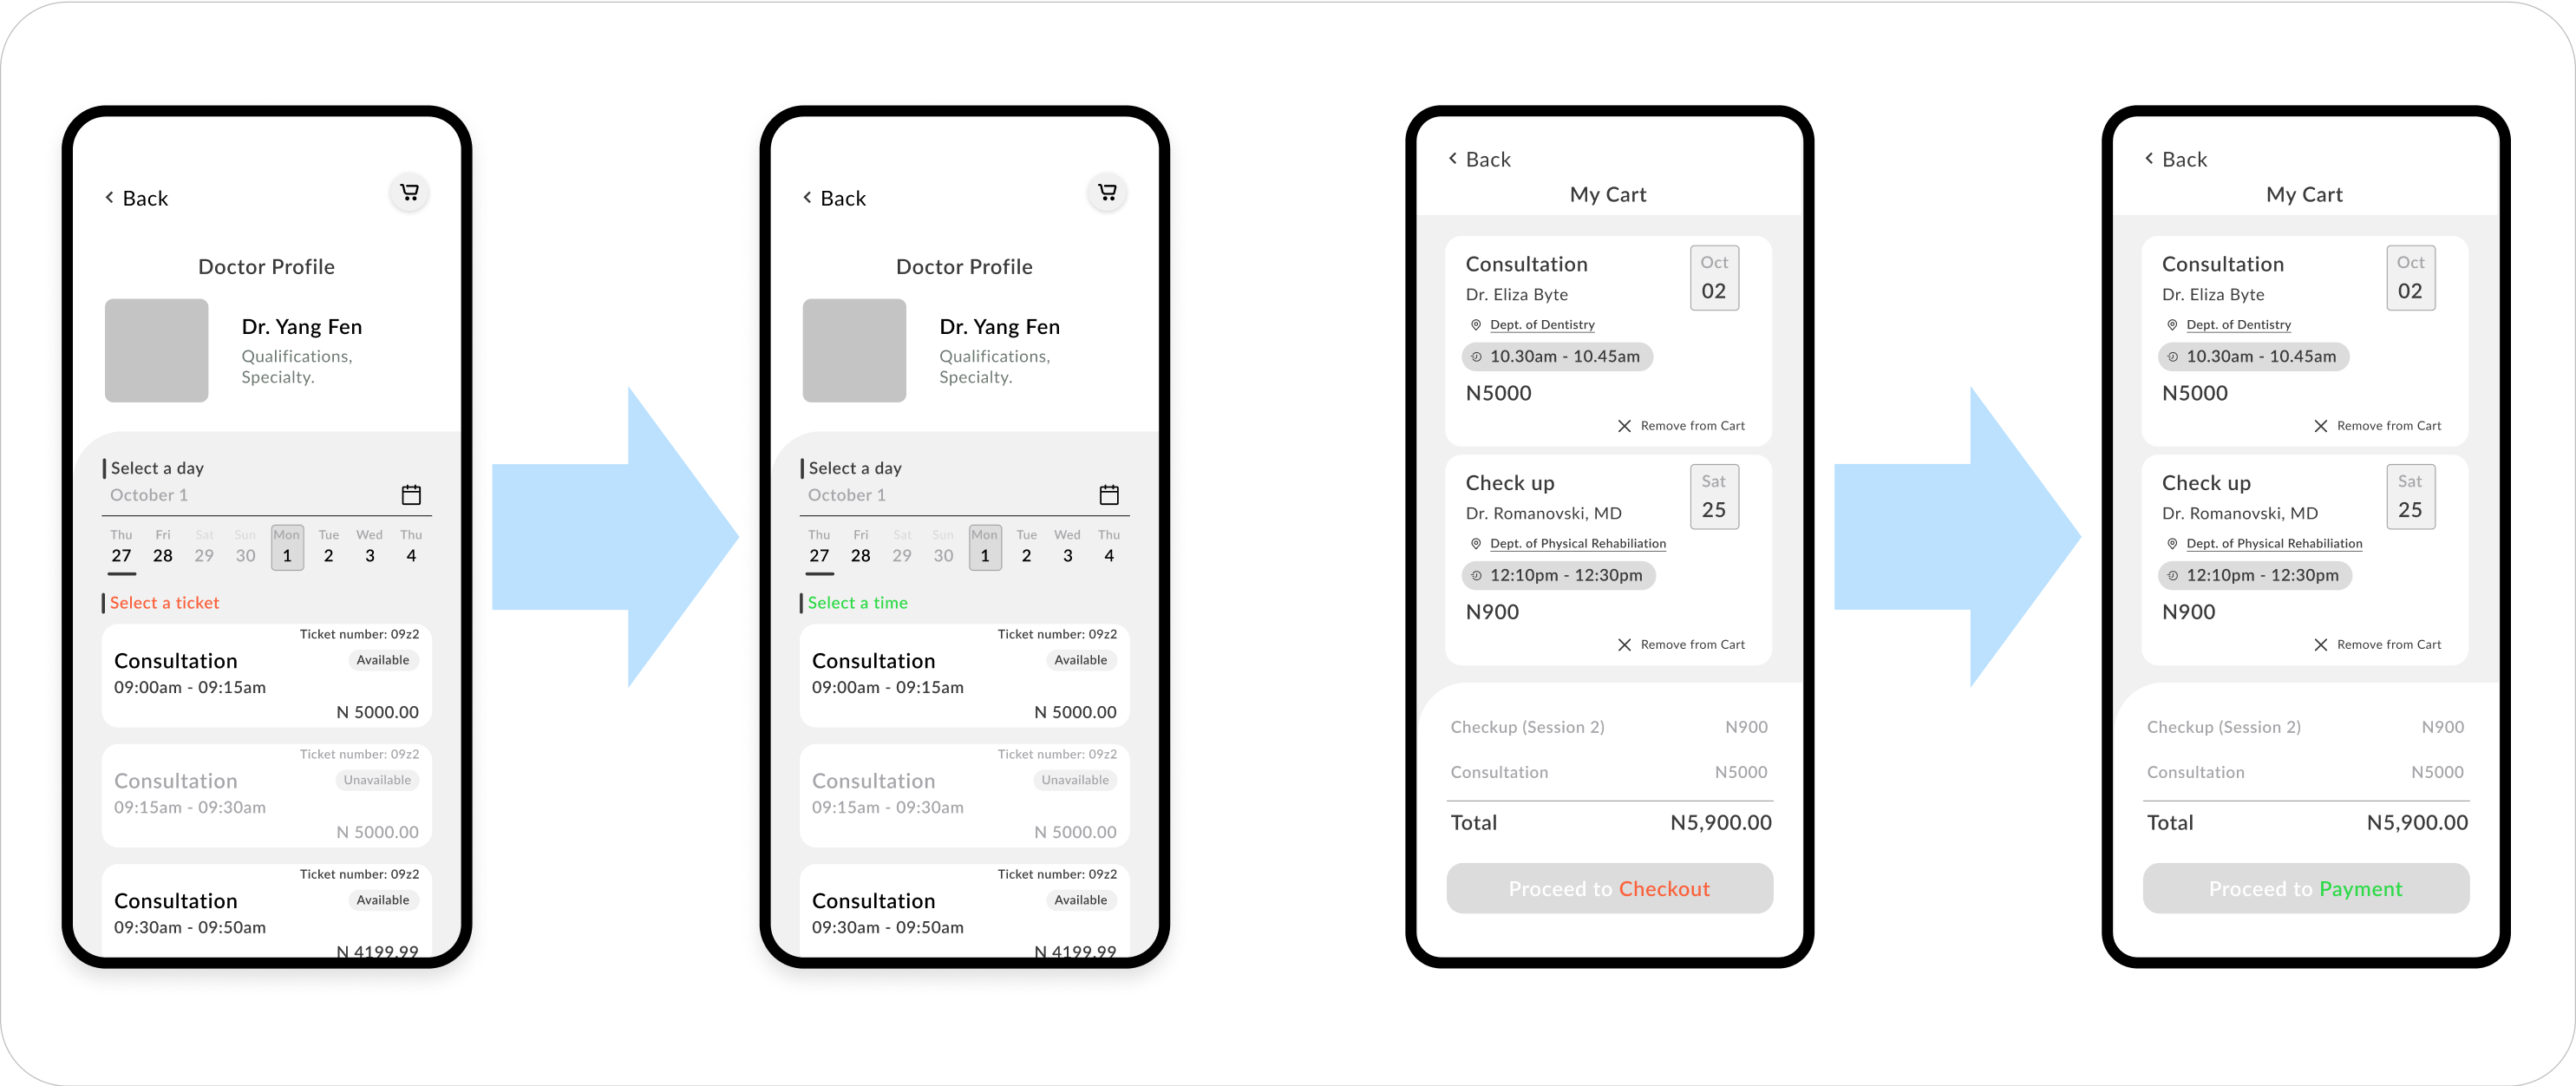 Back
Doctor Profile
Dr. Yang Fen
Qualifications,
Specialty.
Select a day
October 1
Thu Fri Sat Sun Mon Tue Wed Thu
27 28 29 30 1 2 3 4
Select a ticket
Ticket number: 09z2
Consultation Available
09:00am - 09:15am
N 5000.00
Ticket number: 09z2
Consultation Unavailable
09:15am - 09:30am
N 5000.00
Ticket number: 09z2
Consultation Available
09:30am - 09:50am
N 4199.99
Back
Doctor Profile
Dr. Yang Fen
Qualifications,
Specialty.
Select a day
October 1
Thu Fri Sat Sun Mon Tue Wed Thu
27 28 29 30 1 2 3 4
Select a time
Ticket number: 09z2
Consultation Available
09:00am - 09:15am
N 5000.00
Ticket number: 09z2
Consultation Unavailable
09:15am - 09:30am
N 5000.00
Ticket number: 09z2
Consultation Available
09:30am - 09:50am
N 4199.99
Back
My Cart
Consultation Oct
Dr. Eliza Byte 02
Dept. of Dentistry
10.30am - 10.45am
N5000
Remove from Cart
Check up Sat
Dr. Romanovski, MD 25
Dept. of Physical Rehabiliation
12:10pm - 12:30pm
N900
Remove from Cart
Checkup (Session 2) N900
Consultation N5000
Total N5,900.00
Proceed to Checkout
Back
My Cart
Consultation Oct
Dr. Eliza Byte 02
Dept. of Dentistry
10.30am - 10.45am
N5000
Remove from Cart
Check up Sat
Dr. Romanovski, MD 25
Dept. of Physical Rehabiliation
12:10pm - 12:30pm
N900
Remove from Cart
Checkup (Session 2) N900
Consultation N5000
Total N5,900.00
Proceed to Payment